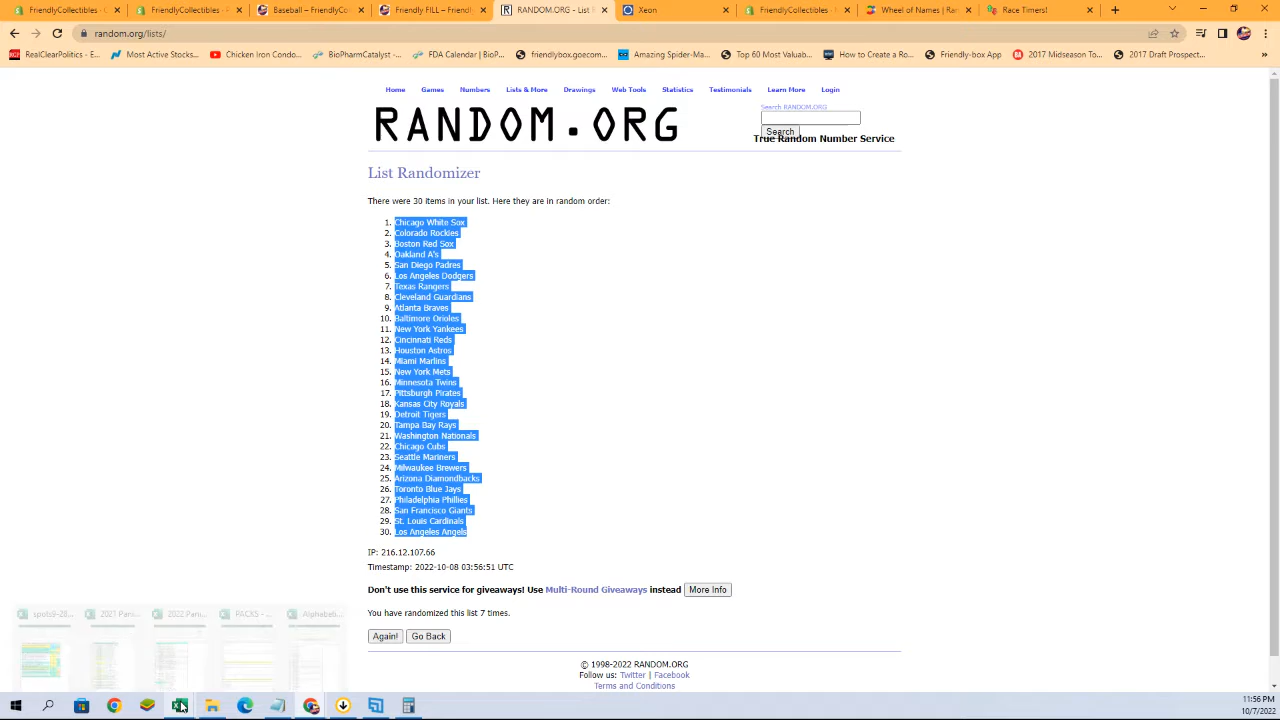 FriendlyCollectibles - C
FriendlyCollectibles - C
Baseball – FriendlyColle
Friendly FILL – Friendly
RANDOM.ORG - List R
Xeon
FriendlyCollectibles - C
Wheel of Names | Ran
Race Timers!
random.org/lists/
RealClearPolitics - E...
Most Active Stocks...
Chicken Iron Condo...
BioPharmCatalyst -...
FDA Calendar | BioP...
friendlybox.goecom...
Amazing Spider-Ma...
Top 60 Most Valuab...
How to Create a Ro...
Friendly-box App
2017 Midseason To...
2017 Draft Prospect...
»
Home Games Numbers Lists & More Drawings Web Tools Statistics Testimonials Learn More Login
Search RANDOM.ORG
RANDOM.ORG
Search
True Random Number Service
List Randomizer
There were 30 items in your list. Here they are in random order:
1. Chicago White Sox
2. Colorado Rockies
3. Boston Red Sox
4. Oakland A's
5. San Diego Padres
6. Los Angeles Dodgers
7. Texas Rangers
8. Cleveland Guardians
9. Atlanta Braves
10. Baltimore Orioles
11. New York Yankees
12. Cincinnati Reds
13. Houston Astros
14. Miami Marlins
15. New York Mets
16. Minnesota Twins
17. Pittsburgh Pirates
18. Kansas City Royals
19. Detroit Tigers
20. Tampa Bay Rays
21. Washington Nationals
22. Chicago Cubs
23. Seattle Mariners
24. Milwaukee Brewers
25. Arizona Diamondbacks
26. Toronto Blue Jays
27. Philadelphia Phillies
28. San Francisco Giants
29. St. Louis Cardinals
30. Los Angeles Angels
IP: 216.12.107.66
Timestamp: 2022-10-08 03:56:51 UTC
Don't use this service for giveaways! Use Multi-Round Giveaways instead More Info
You have randomized this list 7 times.
Again! Go Back
© 1998-2022 RANDOM.ORG
Follow us: Twitter | Facebook
Terms and Conditions
spots9-28...
2021 Pani...
2022 Pani...
PACKS - ...
Alphabeti...
11:56 PM
10/7/2022